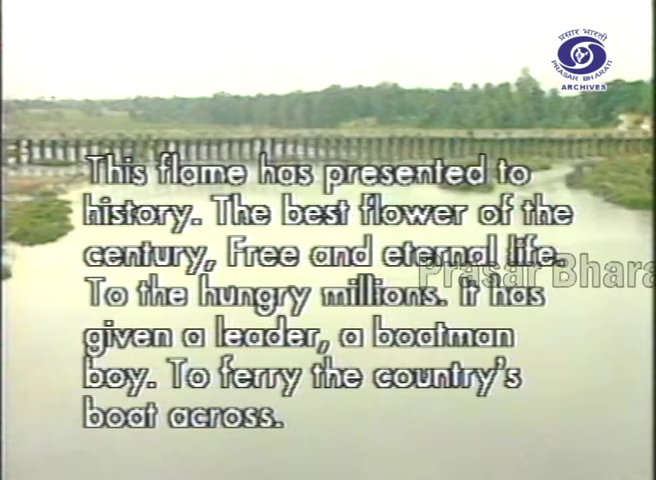 प्रसार भारती
PRASAR BHARATI
ARCHIVES
This flame has presented to
history. The best flower of the
century, Free and eternal life.
To the hungry millions. It has
given a leader, a boatman
boy. To ferry the country's
boat across.
Prasar Bhara